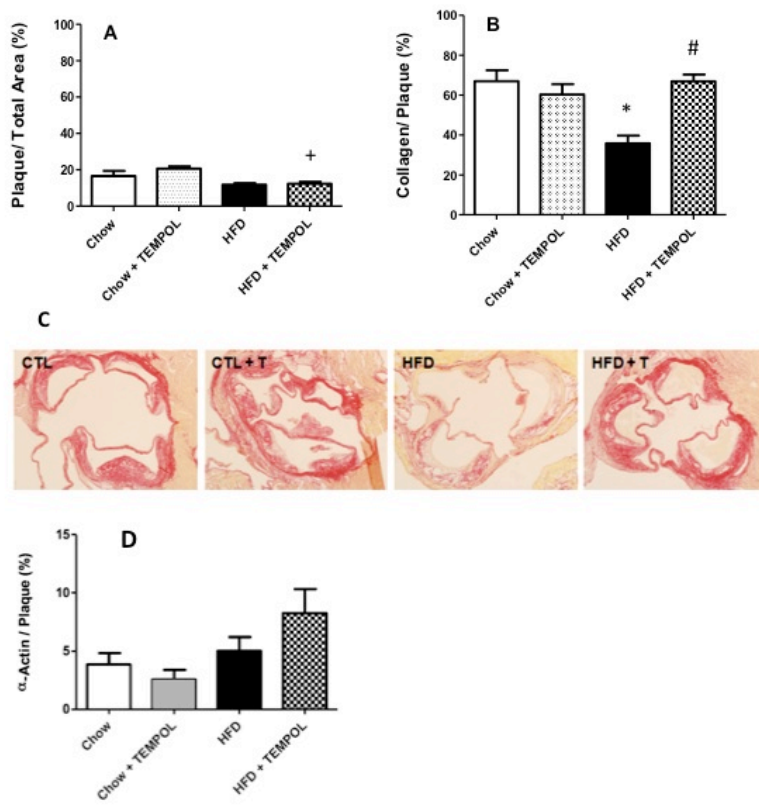 A
Plaque/ Total Area (%)
100
80
60
40
20
0
+
Chow
Chow + TEMPOL
HFD
HFD + TEMPOL
B
Collagen/ Plaque (%)
100
80
60
40
20
0
*
#
Chow
Chow + TEMPOL
HFD
HFD + TEMPOL
C
CTL
CTL + T
HFD
HFD + T
D
α-Actin / Plaque (%)
15
10
5
0
Chow
Chow + TEMPOL
HFD
HFD + TEMPOL